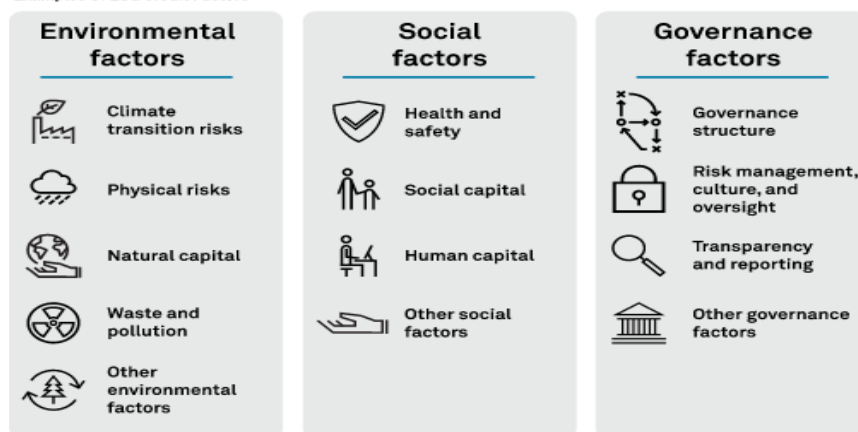 Environmental
factors
Climate
transition risks
Physical risks
Natural capital
Waste and
pollution
Other
environmental
factors
Social
factors
Health and
safety
Social capital
Human capital
Other social
factors
Governance
factors
Governance
structure
Risk management,
culture, and
oversight
Transparency
and reporting
Other governance
factors